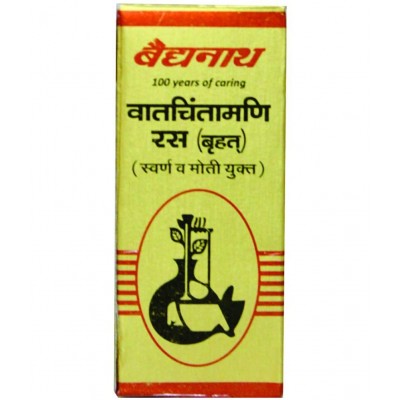 बैद्यनाथ
100 years of caring
वातचिंतामणि
रस (बृहत्)
( स्वर्ण व मोती युक्त )